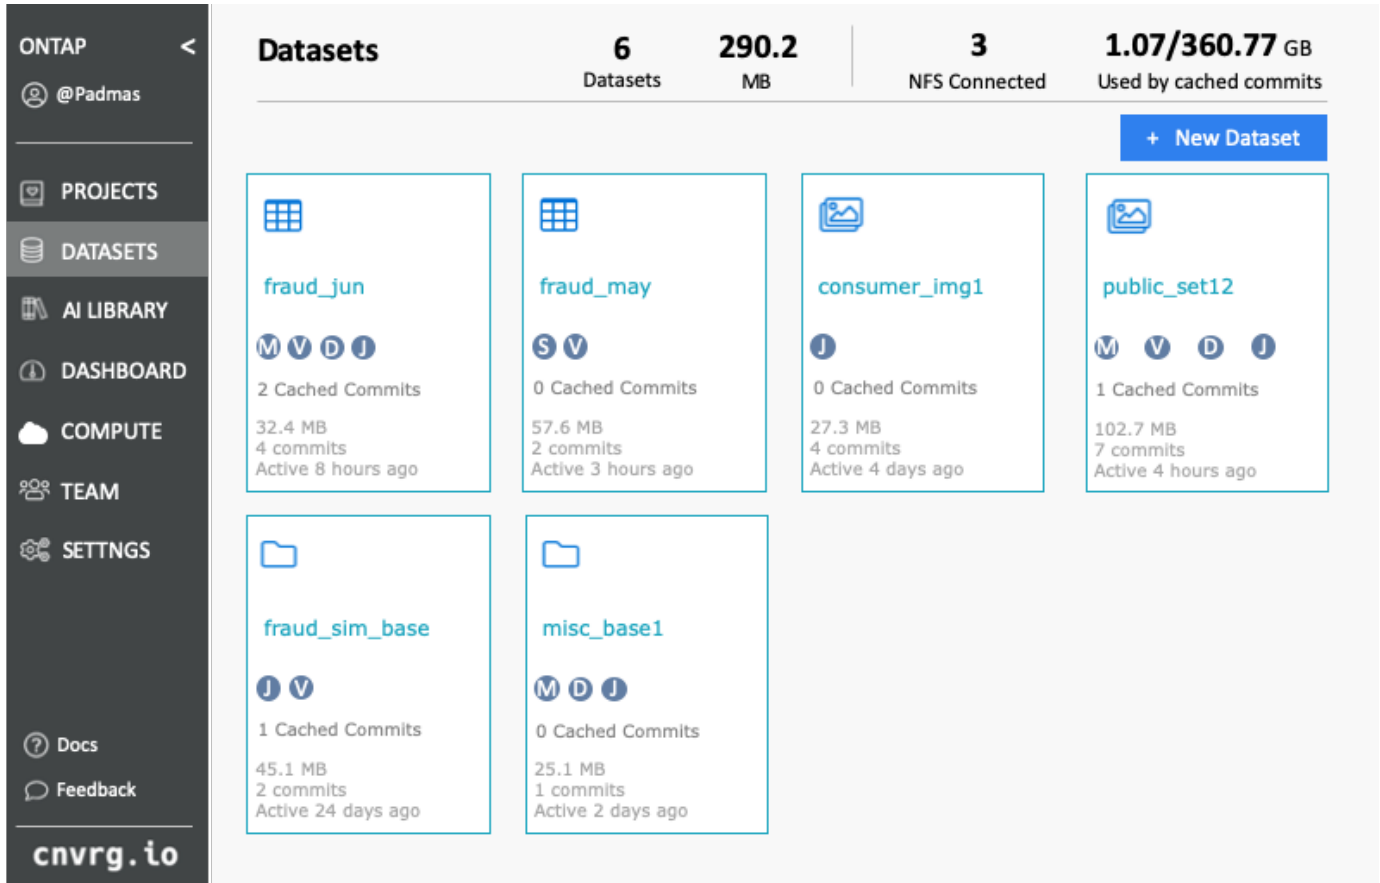 ONTAP <
@Padmas
PROJECTS
DATASETS
AI LIBRARY
DASHBOARD
COMPUTE
TEAM
SETTNGS
Docs
Feedback
cnvrg.io
Datasets
6
Datasets
290.2
MB
3
NFS Connected
1.07/360.77 GB
Used by cached commits
+ New Dataset
fraud_jun
M V D J
2 Cached Commits
32.4 MB
4 commits
Active 8 hours ago
fraud_may
S V
0 Cached Commits
57.6 MB
2 commits
Active 3 hours ago
consumer_img1
J
0 Cached Commits
27.3 MB
4 commits
Active 4 days ago
public_set12
M V D J
1 Cached Commits
102.7 MB
7 commits
Active 4 hours ago
fraud_sim_base
J V
1 Cached Commits
45.1 MB
2 commits
Active 24 days ago
misc_base1
M D J
0 Cached Commits
25.1 MB
1 commits
Active 2 days ago